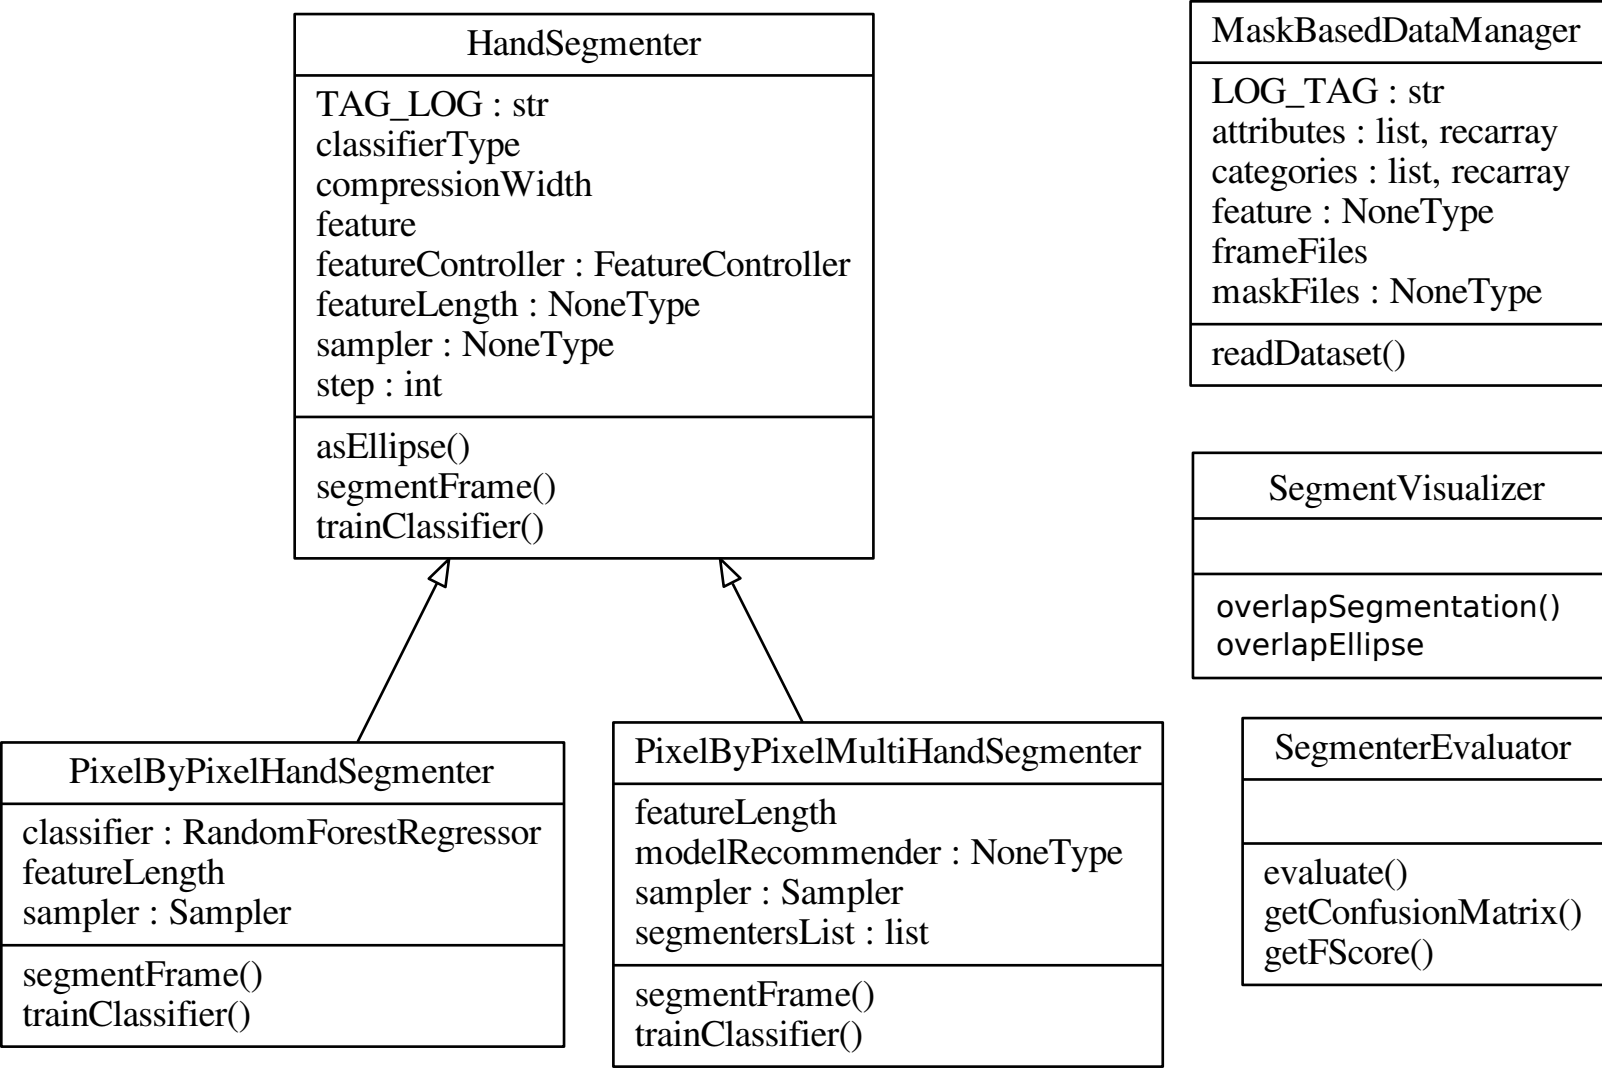 HandSegmenter
TAG_LOG : str
classifierType
compressionWidth
feature
featureController : FeatureController
featureLength : NoneType
sampler : NoneType
step : int
asEllipse()
segmentFrame()
trainClassifier()
MaskBasedDataManager
LOG_TAG : str
attributes : list, recarray
categories : list, recarray
feature : NoneType
frameFiles
maskFiles : NoneType
readDataset()
SegmentVisualizer
overlapSegmentation()
overlapEllipse
PixelByPixelHandSegmenter
classifier : RandomForestRegressor
featureLength
sampler : Sampler
segmentFrame()
trainClassifier()
PixelByPixelMultiHandSegmenter
featureLength
modelRecommender : NoneType
sampler : Sampler
segmentersList : list
segmentFrame()
trainClassifier()
SegmenterEvaluator
evaluate()
getConfusionMatrix()
getFScore()